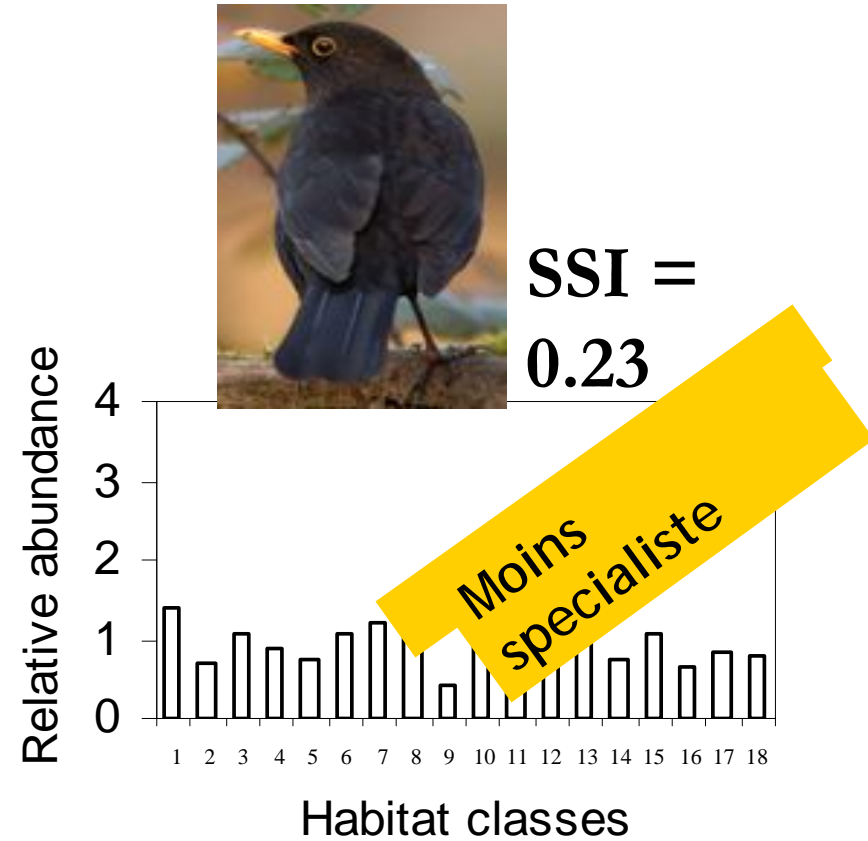 SSI =
0.23
Relative abundance
4
3
2
1
0
Moins
specialiste
1 2 3 4 5 6 7 8 9 10 11 12 13 14 15 16 17 18
Habitat classes